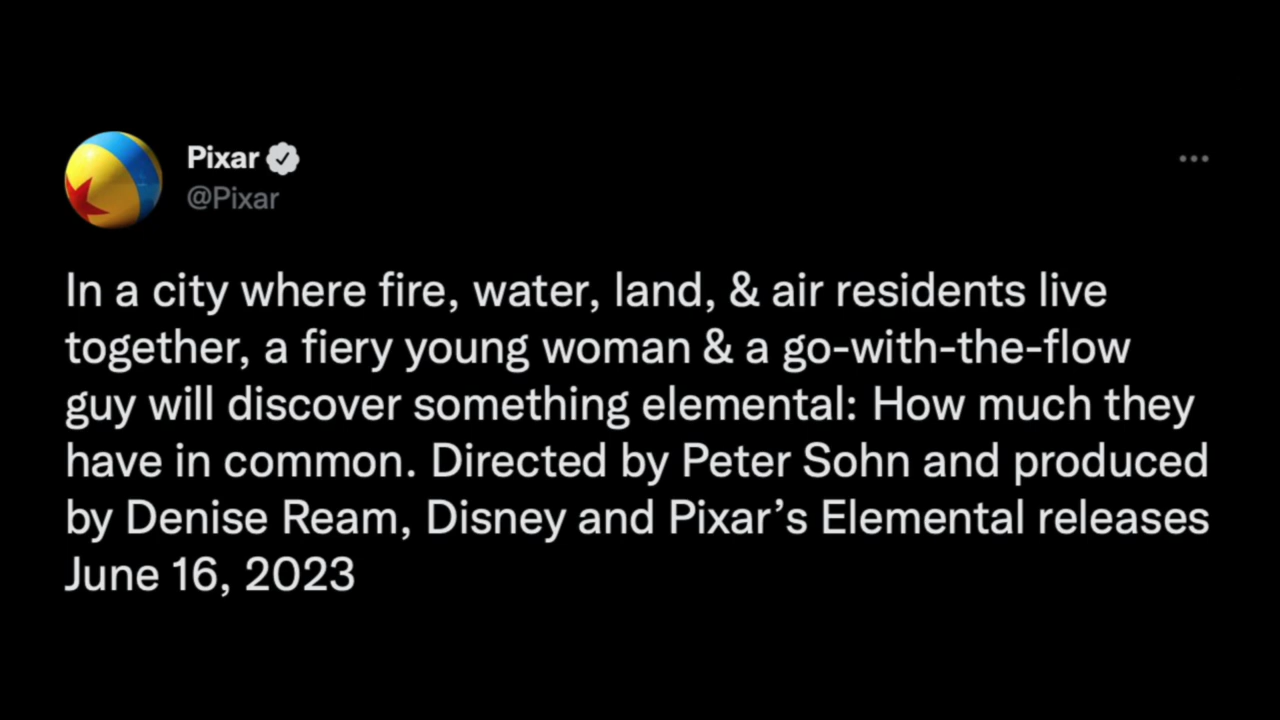 Pixar
@Pixar
In a city where fire, water, land, & air residents live
together, a fiery young woman & a go-with-the-flow
guy will discover something elemental: How much they
have in common. Directed by Peter Sohn and produced
by Denise Ream, Disney and Pixar’s Elemental releases
June 16, 2023